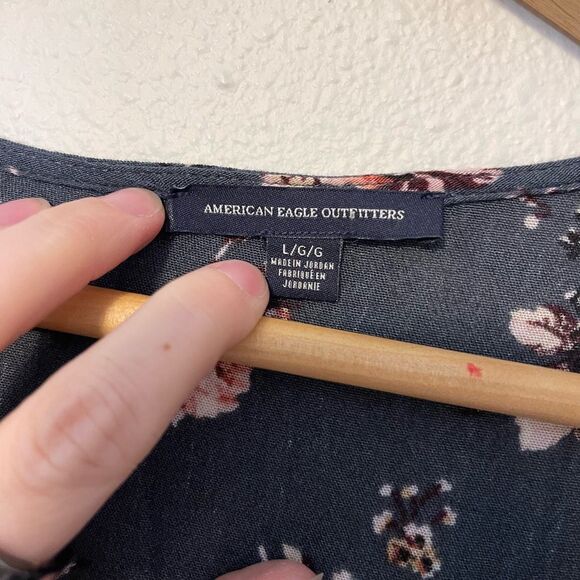 AMERICAN EAGLE OUTFITTERS
L/G/G
MADE IN JORDAN
FABRIQUÉ EN
JORDANIE